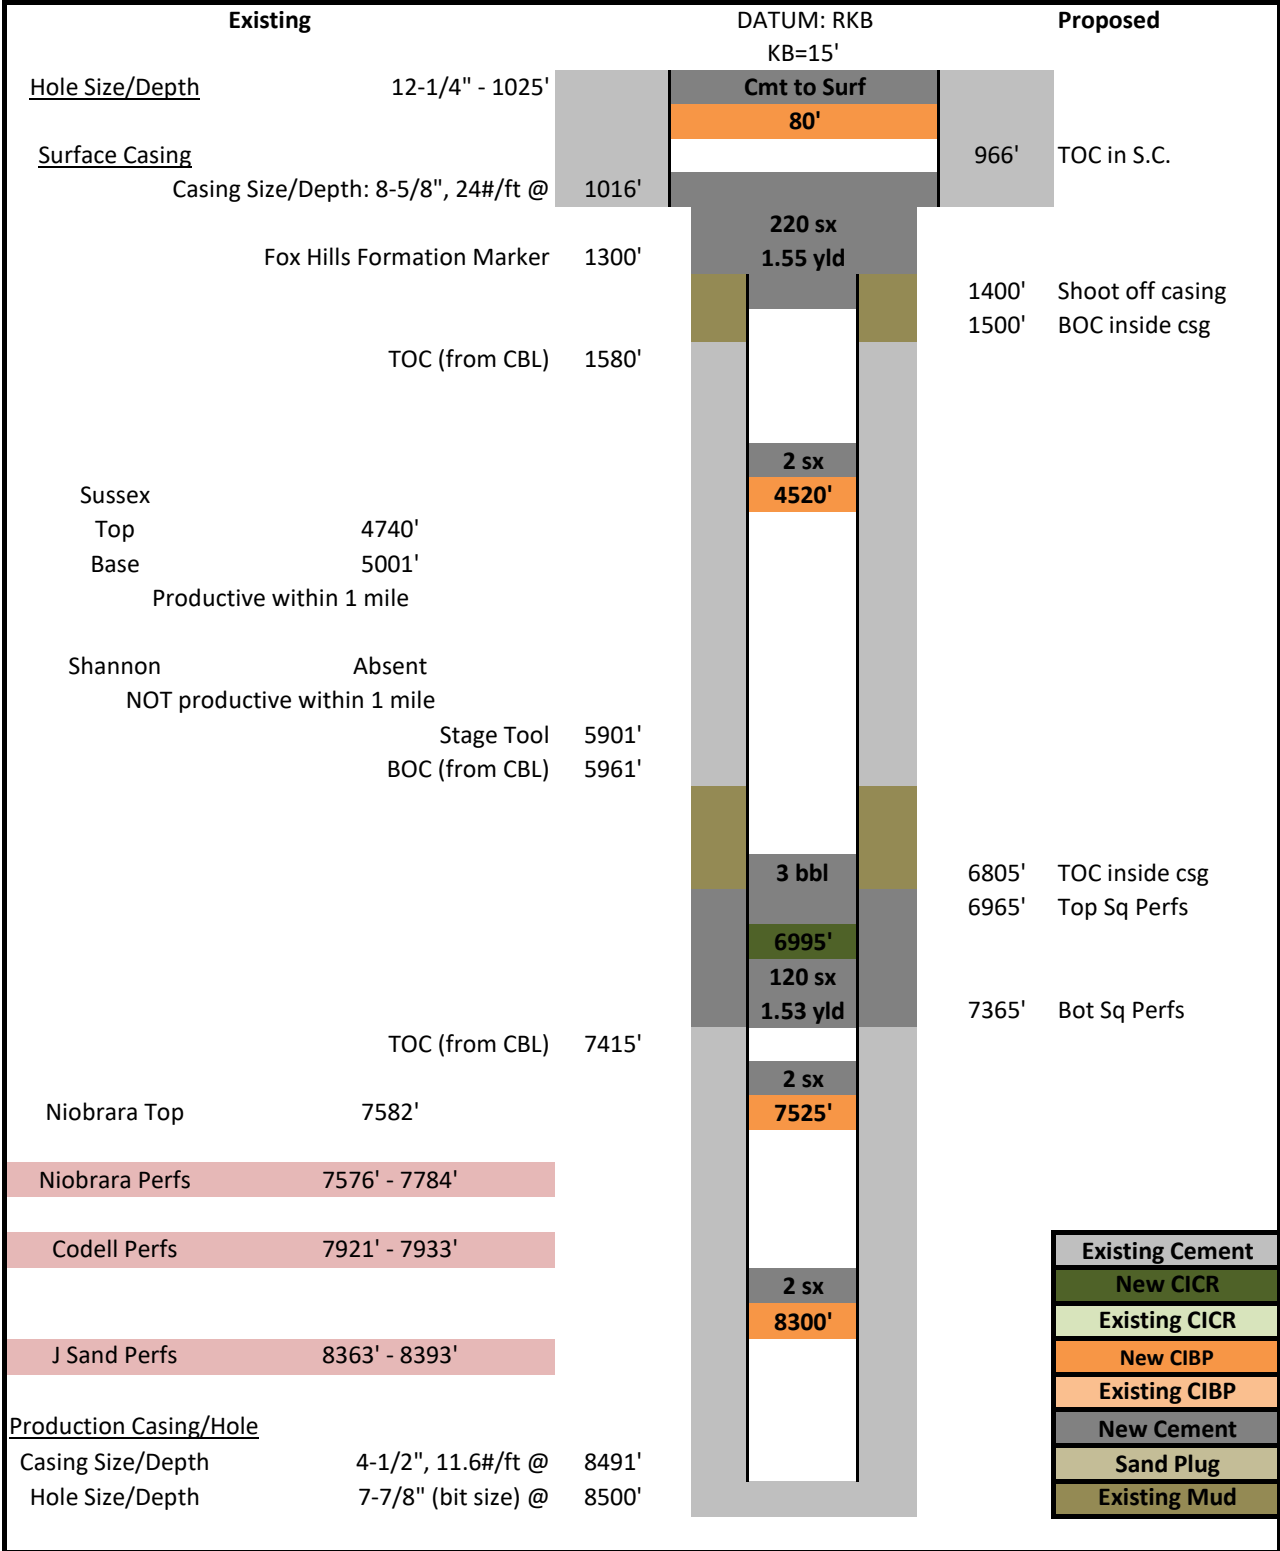 Existing DATUM: RKB Proposed
KB=15'
Hole Size/Depth 12-1/4" - 1025' Cmt to Surf
80'
Surface Casing 966' TOC in S.C.
Casing Size/Depth: 8-5/8", 24#/ft @ 1016'
220 sx
Fox Hills Formation Marker 1300' 1.55 yld
1400' Shoot off casing
1500' BOC inside csg
TOC (from CBL) 1580'
2 sx
Sussex 4520'
Top 4740'
Base 5001'
Productive within 1 mile
Shannon Absent
NOT productive within 1 mile
Stage Tool 5901'
BOC (from CBL) 5961'
3 bbl 6805' TOC inside csg
6965' Top Sq Perfs
6995'
120 sx
1.53 yld 7365' Bot Sq Perfs
TOC (from CBL) 7415'
2 sx
Niobrara Top 7582' 7525'
Niobrara Perfs 7576' - 7784'
Codell Perfs 7921' - 7933' Existing Cement
2 sx New CICR
8300' Existing CICR
J Sand Perfs 8363' - 8393' New CIBP
Existing CIBP
Production Casing/Hole New Cement
Casing Size/Depth 4-1/2", 11.6#/ft @ 8491' Sand Plug
Hole Size/Depth 7-7/8" (bit size) @ 8500' Existing Mud